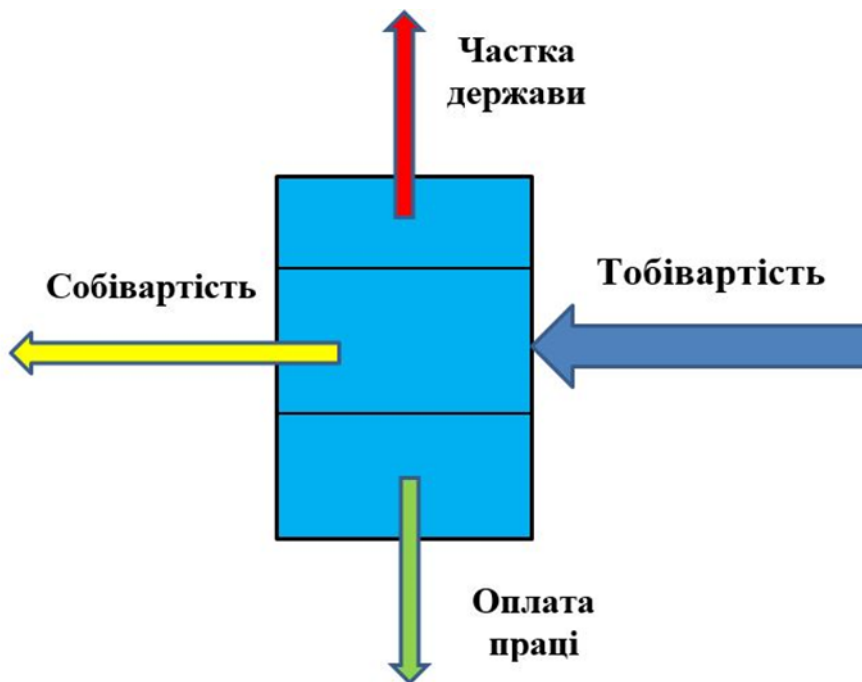 Частка
держави
Собівартість
Тобівартість
Оплата
праці